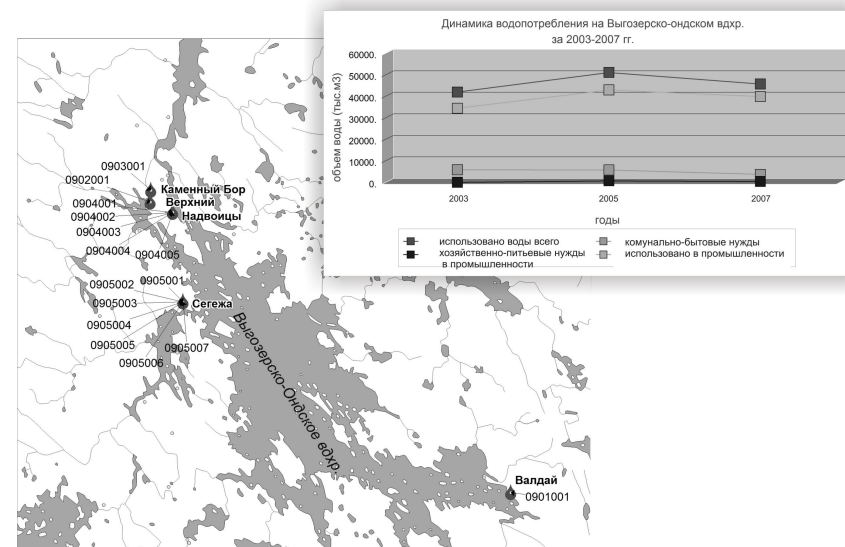 Динамика водопотребления на Выгозерско-ондском вдхр.
за 2003-2007 гг.
объем воды (тыс.м3)
60000.
50000.
40000.
30000.
20000.
10000.
0.
2003 2005 2007
годы
использовано воды всего
комунально-бытовые нужды
хозяйственно-питьевые нужды
в промышленности
использовано в промышленности
0903001
0902001
Каменный Бор
0904001
Верхний
0904002
Надвоицы
0904003
0904004
0904005
0905001
0905002
0905003
Сегежа
0905004
0905005
0905007
0905006
Выгозерско-Ондское вдхр.
Валдай
0901001